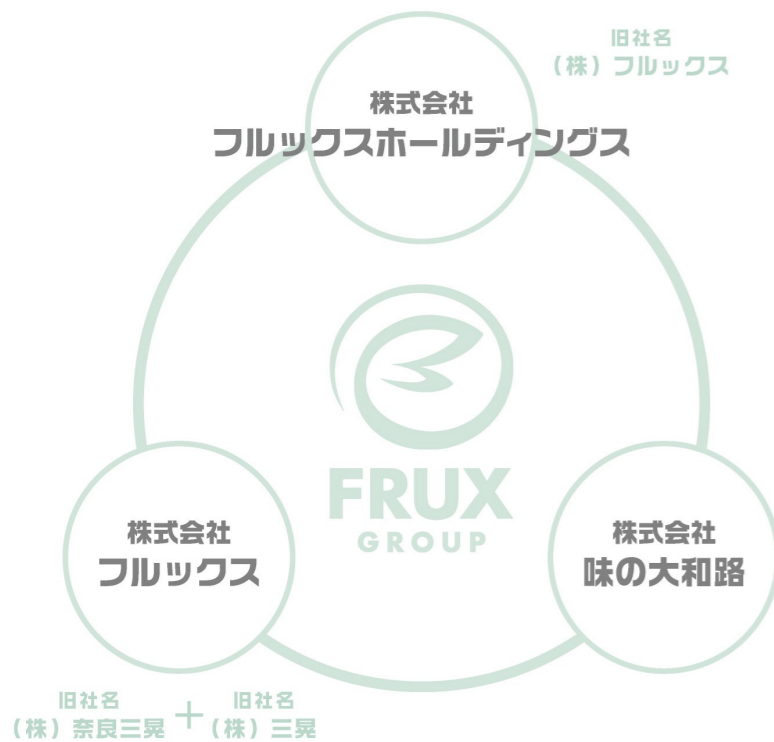 旧社名
（株）フルックス
株式会社
フルックスホールディングス
FRUX
GROUP
株式会社
フルックス
株式会社
味の大和路
旧社名
（株）奈良三晃
+
旧社名
（株）三晃